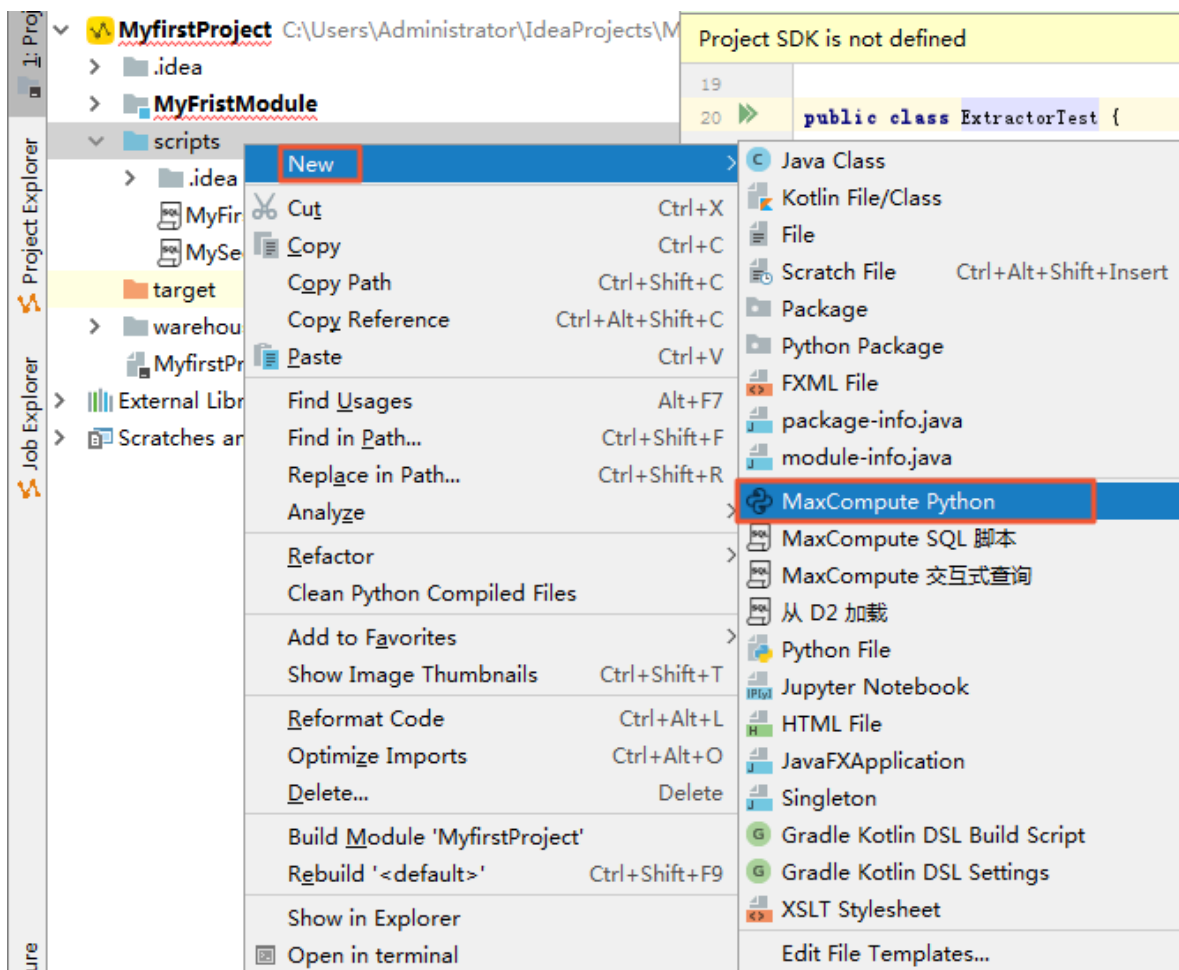 1: Proj
Project Explorer
Job Explorer
ure
MyfirstProject C:\Users\Administrator\IdeaProjects\M
.idea
MyFristModule
scripts
.idea
MyFir
MySe
target
warehou
MyfirstPr
External Libr
Scratches ar
Project SDK is not defined
19
20 public class ExtractorTest {
New
Cut Ctrl+X
Copy Ctrl+C
Copy Path Ctrl+Shift+C
Copy Reference Ctrl+Alt+Shift+C
Paste Ctrl+V
Find Usages Alt+F7
Find in Path... Ctrl+Shift+F
Replace in Path... Ctrl+Shift+R
Analyze
Refactor
Clean Python Compiled Files
Add to Favorites
Show Image Thumbnails Ctrl+Shift+T
Reformat Code Ctrl+Alt+L
Optimize Imports Ctrl+Alt+O
Delete... Delete
Build Module 'MyfirstProject'
Rebuild '<default>' Ctrl+Shift+F9
Show in Explorer
Open in terminal
Java Class
Kotlin File/Class
File
Scratch File Ctrl+Alt+Shift+Insert
Package
Python Package
FXML File
package-info.java
module-info.java
MaxCompute Python
MaxCompute SQL 脚本
MaxCompute 交互式查询
从 D2 加载
Python File
Jupyter Notebook
HTML File
JavaFXApplication
Singleton
Gradle Kotlin DSL Build Script
Gradle Kotlin DSL Settings
XSLT Stylesheet
Edit File Templates...